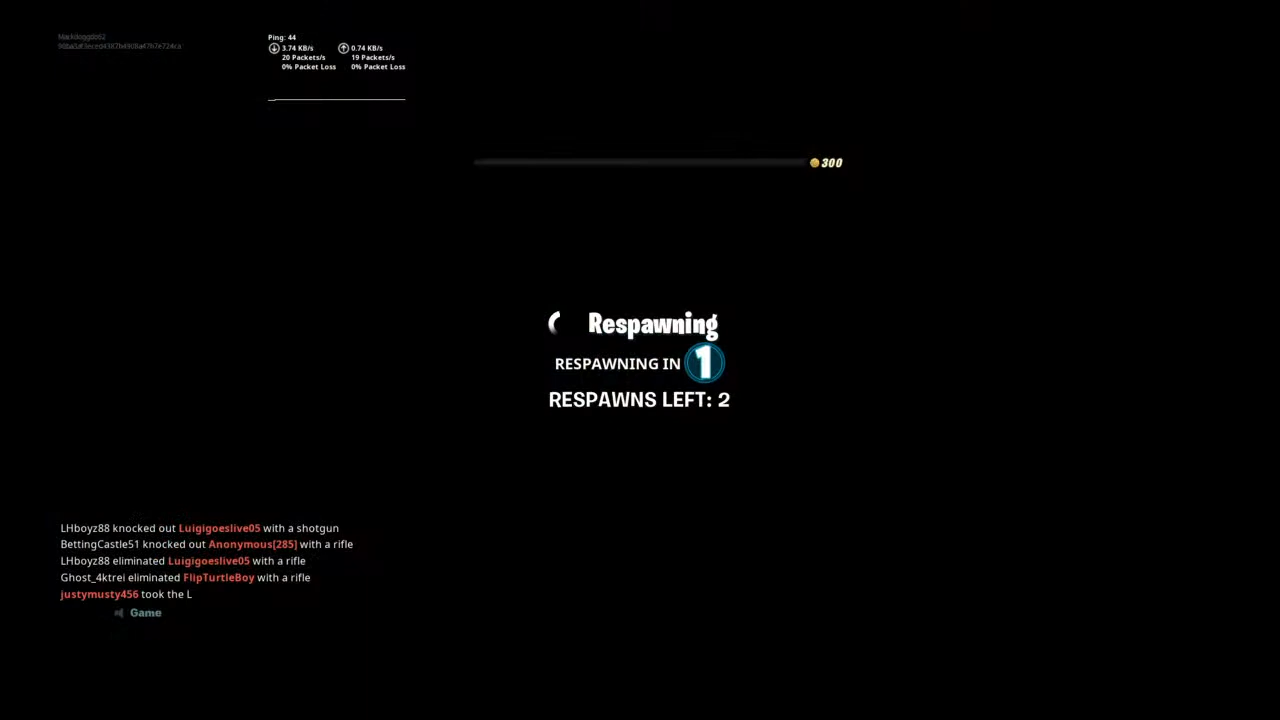 Ping: 44
3.74 KB/s 0.74 KB/s
20 Packets/s 19 Packets/s
0% Packet Loss 0% Packet Loss
300
Respawning
RESPAWNING IN 1
RESPAWNS LEFT: 2
LHboyz88 knocked out Luigigoeslive05 with a shotgun
BettingCastle51 knocked out Anonymous[285] with a rifle
LHboyz88 eliminated Luigigoeslive05 with a rifle
Ghost_4ktrei eliminated FlipTurtleBoy with a rifle
justymusty456 took the L
Game